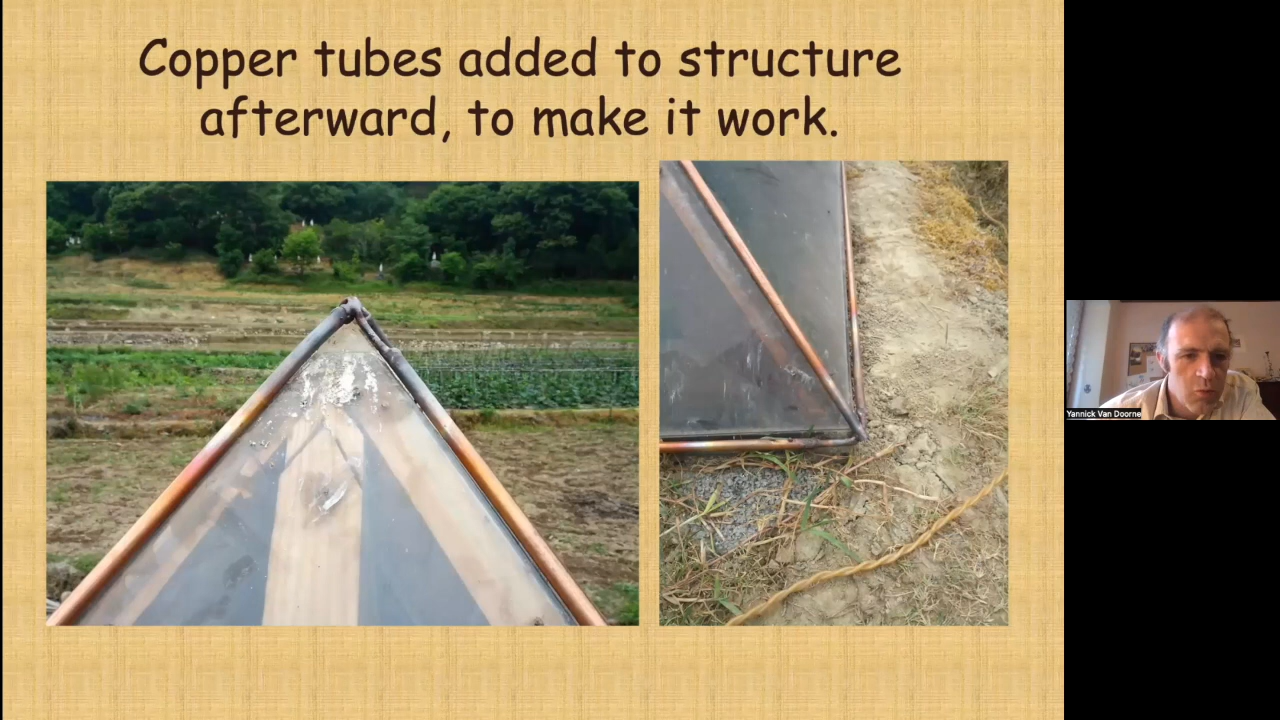 Copper tubes added to structure
afterward, to make it work.
Yannick Van Doorne